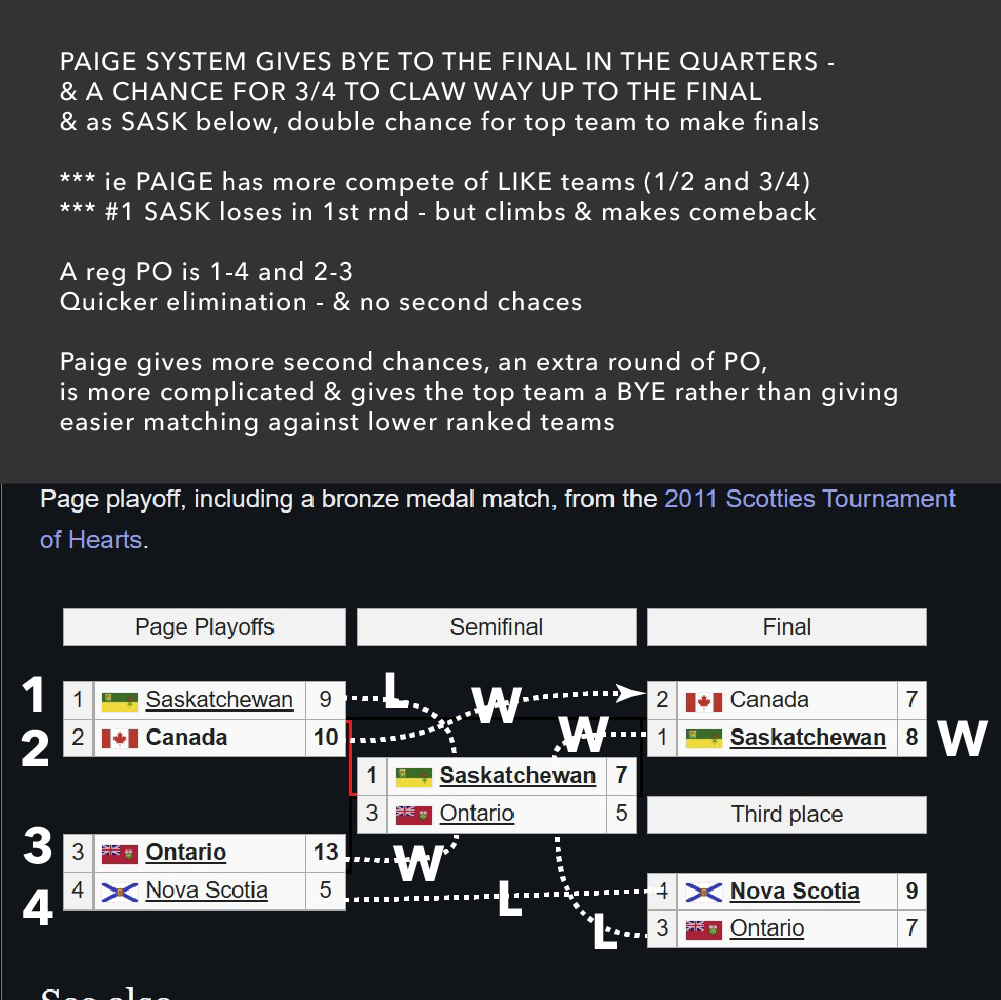 PAIGE SYSTEM GIVES BYE TO THE FINAL IN THE QUARTERS -
& A CHANCE FOR 3/4 TO CLAW WAY UP TO THE FINAL
& as SASK below, double chance for top team to make finals
*** ie PAIGE has more compete of LIKE teams (1/2 and 3/4)
*** #1 SASK loses in 1st rnd - but climbs & makes comeback
A reg PO is 1-4 and 2-3
Quicker elimination - & no second chaces
Paige gives more second chances, an extra round of PO,
is more complicated & gives the top team a BYE rather than giving
easier matching against lower ranked teams
Page playoff, including a bronze medal match, from the 2011 Scotties Tournament
of Hearts.
Page Playoffs Semifinal Final
1 1 Saskatchewan 9 L W 2 Canada 7
2 2 Canada 10 W 1 Saskatchewan 8 W
1 Saskatchewan 7
3 Ontario 5 Third place
3 3 Ontario 13 W
4 4 Nova Scotia 5 L 4 Nova Scotia 9
L 3 Ontario 7
See also